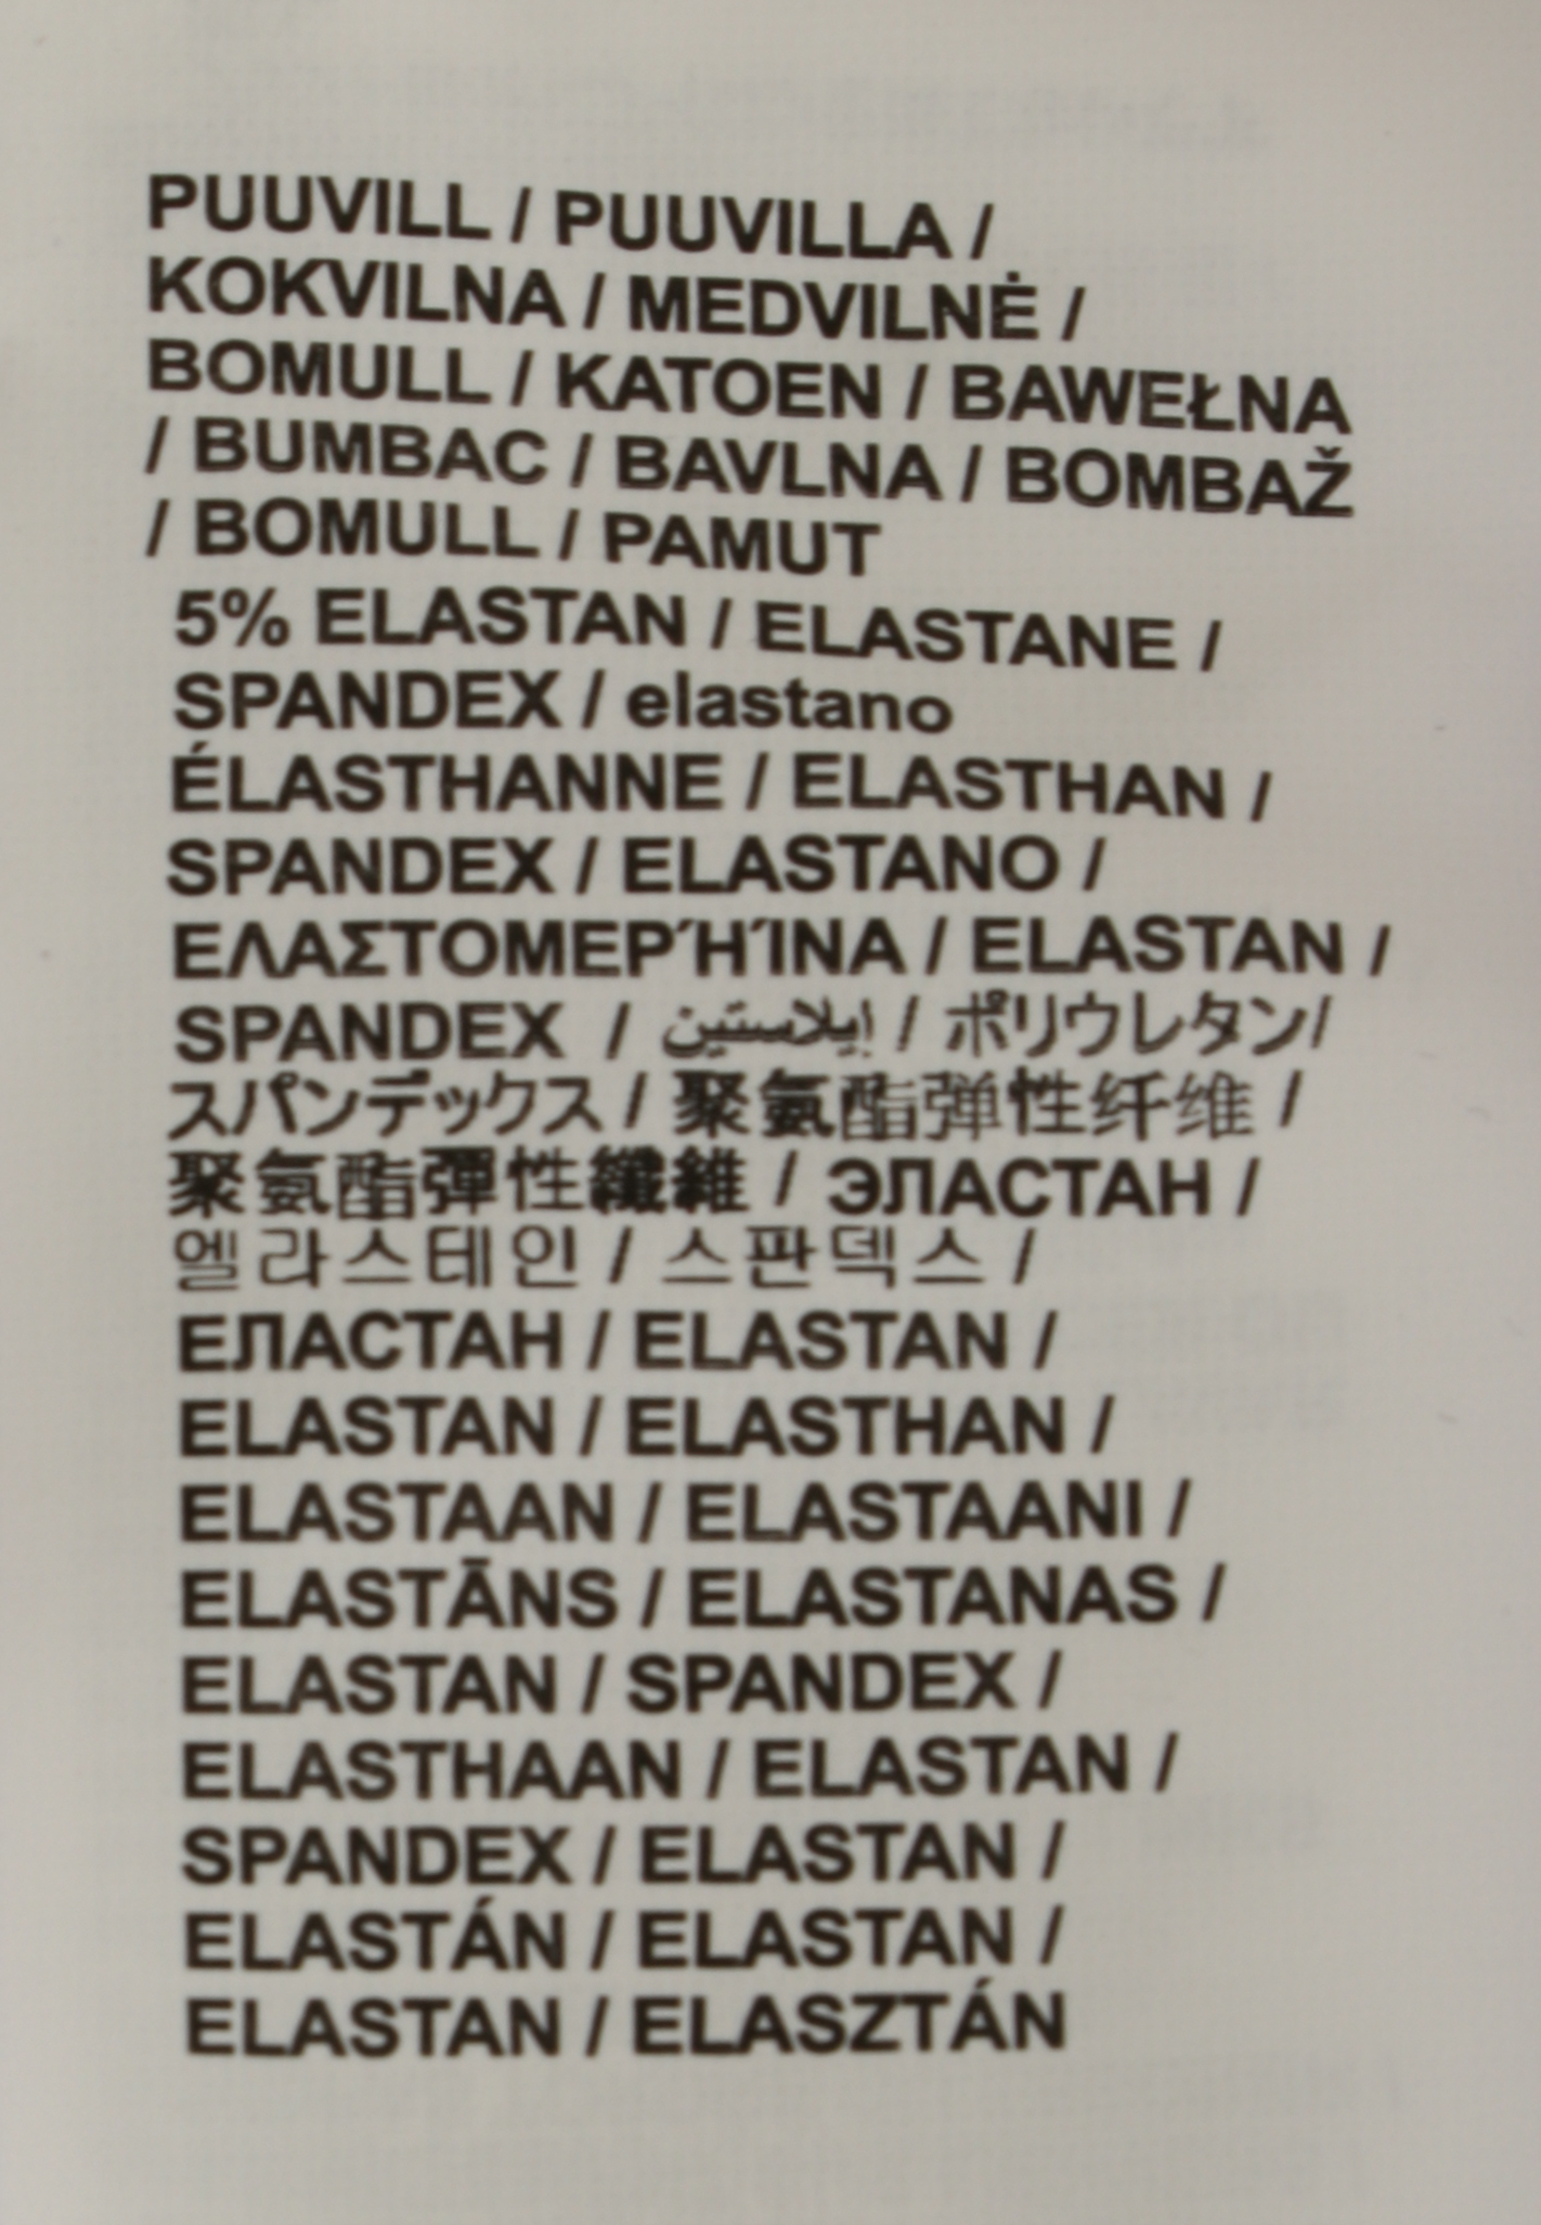 PUUVILL / PUUVILLA /
KOKVILNA / MEDVILNĖ /
BOMULL / KATOEN / BAWEŁNA
/ BUMBAC / BAVLNA / BOMBAŽ
/ BOMULL / PAMUT
5% ELASTAN / ELASTANE /
SPANDEX / elastano
ÉLASTHANNE / ELASTHAN /
SPANDEX / ELASTANO /
ΕΛΑΣΤΟΜΕΡΉΊΝΑ / ELASTAN /
SPANDEX / إيلاستين / ポリウレタン/
スパンデックス / 聚氨酯弹性纤维 /
聚氨酯彈性纖維 / ЭЛАСТАН /
엘라스테인 / 스판덱스 /
ЕЛАСТАН / ELASTAN /
ELASTAN / ELASTHAN /
ELASTAAN / ELASTAANI /
ELASTĀNS / ELASTANAS /
ELASTAN / SPANDEX /
ELASTHAAN / ELASTAN /
SPANDEX / ELASTAN /
ELASTÁN / ELASTAN /
ELASTAN / ELASZTÁN